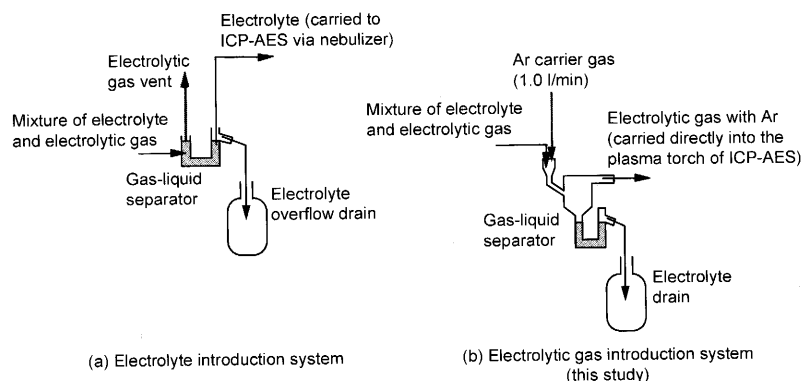 Electrolyte (carried to
ICP-AES via nebulizer)
Electrolytic
gas vent
Mixture of electrolyte
and electrolytic gas
Gas-liquid
separator
Electrolyte
overflow drain
(a) Electrolyte introduction system
Ar carrier gas
(1.0 l/min)
Mixture of electrolyte
and electrolytic gas
Electrolytic gas with Ar
(carried directly into the
plasma torch of ICP-AES)
Gas-liquid
separator
Electrolyte
drain
(b) Electrolytic gas introduction system
(this study)